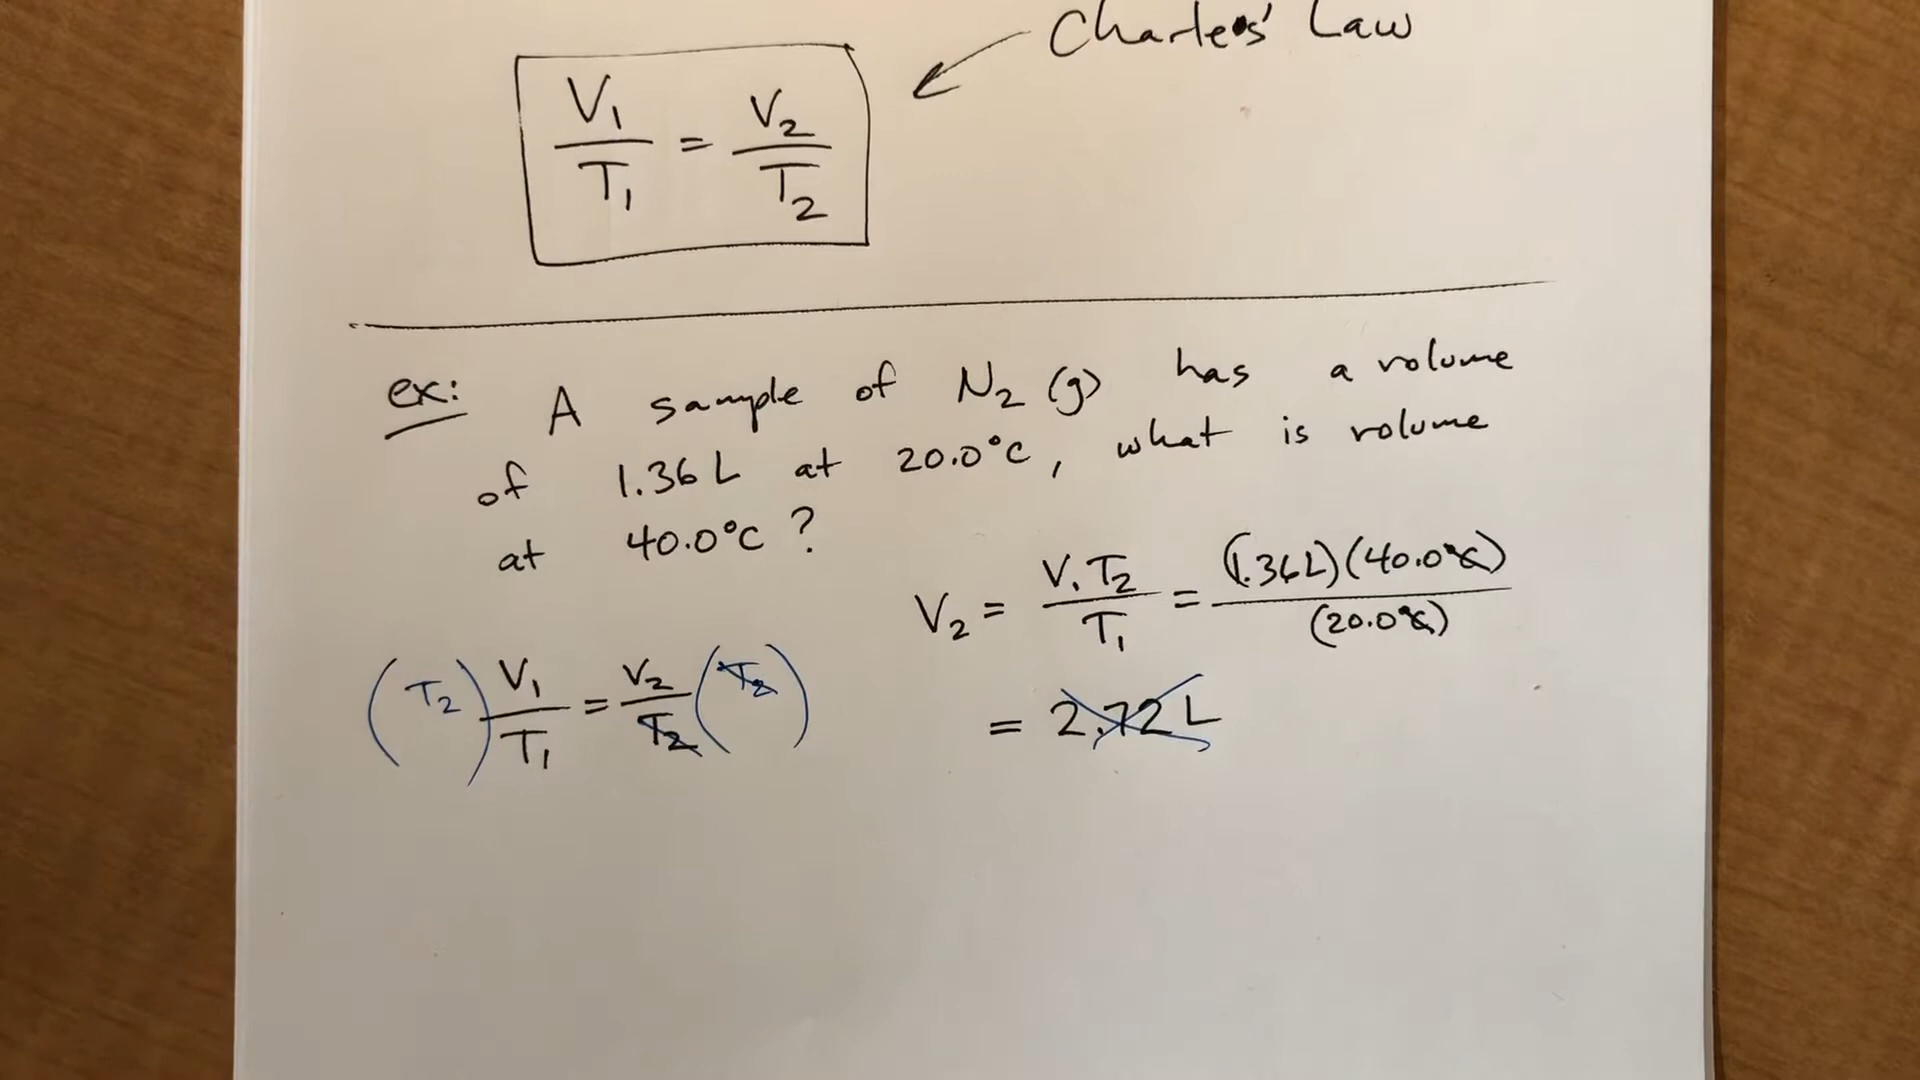 Charles' Law
V₁/T₁ = V₂/T₂
ex: A sample of N₂ (g) has a volume
of 1.36 L at 20.0°C, what is volume
at 40.0°C ?
V₂ = V₁T₂/T₁ = (1.36L)(40.0°C)/(20.0°C)
(T₂) V₁/T₁ = V₂/T₂ (T₂)
= 2.72 L